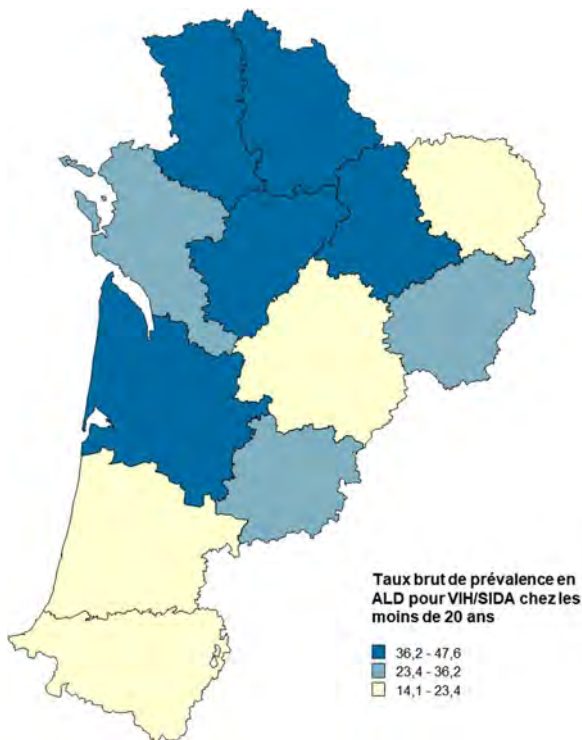 Taux brut de prévalence en
ALD pour VIH/SIDA chez les
moins de 20 ans
36,2 - 47,6
23,4 - 36,2
14,1 - 23,4